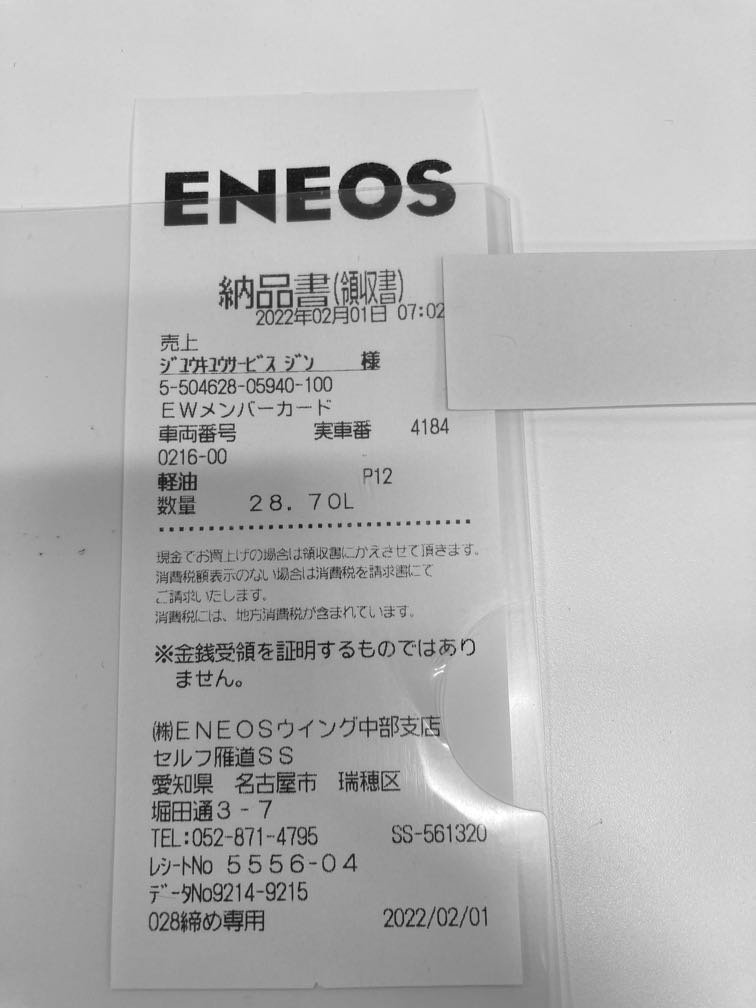 ENEOS
納品書(領収書)
2022年02月01日 07:02
売上
ジユウキユウサービス ジン 様
5-504628-05940-100
EWメンバーカード
車両番号 実車番 4184
0216-00
軽油 P12
数量 28.70L
現金でお買上げの場合は領収書にかえさせて頂きます。
消費税額表示のない場合は消費税を請求書にて
ご請求いたします。
消費税には、地方消費税が含まれています。
※金銭受領を証明するものではあり
ません。
㈱ENEOSウイング中部支店
セルフ雁道SS
愛知県 名古屋市 瑞穂区
堀田通3-7
TEL:052-871-4795 SS-561320
レシートNo 5556-04
データNo9214-9215
028締め専用 2022/02/01